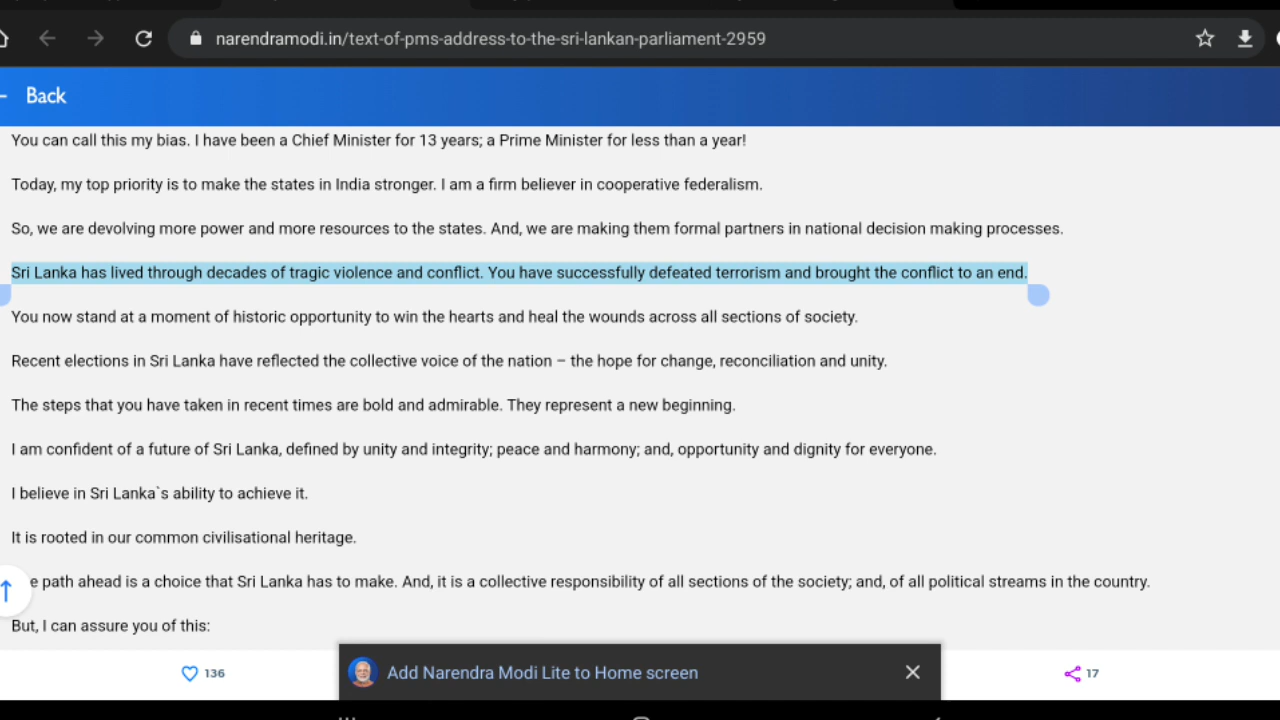 narendramodi.in/text-of-pms-address-to-the-sri-lankan-parliament-2959
Back
You can call this my bias. I have been a Chief Minister for 13 years; a Prime Minister for less than a year!
Today, my top priority is to make the states in India stronger. I am a firm believer in cooperative federalism.
So, we are devolving more power and more resources to the states. And, we are making them formal partners in national decision making processes.
Sri Lanka has lived through decades of tragic violence and conflict. You have successfully defeated terrorism and brought the conflict to an end.
You now stand at a moment of historic opportunity to win the hearts and heal the wounds across all sections of society.
Recent elections in Sri Lanka have reflected the collective voice of the nation – the hope for change, reconciliation and unity.
The steps that you have taken in recent times are bold and admirable. They represent a new beginning.
I am confident of a future of Sri Lanka, defined by unity and integrity; peace and harmony; and, opportunity and dignity for everyone.
I believe in Sri Lanka`s ability to achieve it.
It is rooted in our common civilisational heritage.
e path ahead is a choice that Sri Lanka has to make. And, it is a collective responsibility of all sections of the society; and, of all political streams in the country.
But, I can assure you of this:
136
Add Narendra Modi Lite to Home screen
17